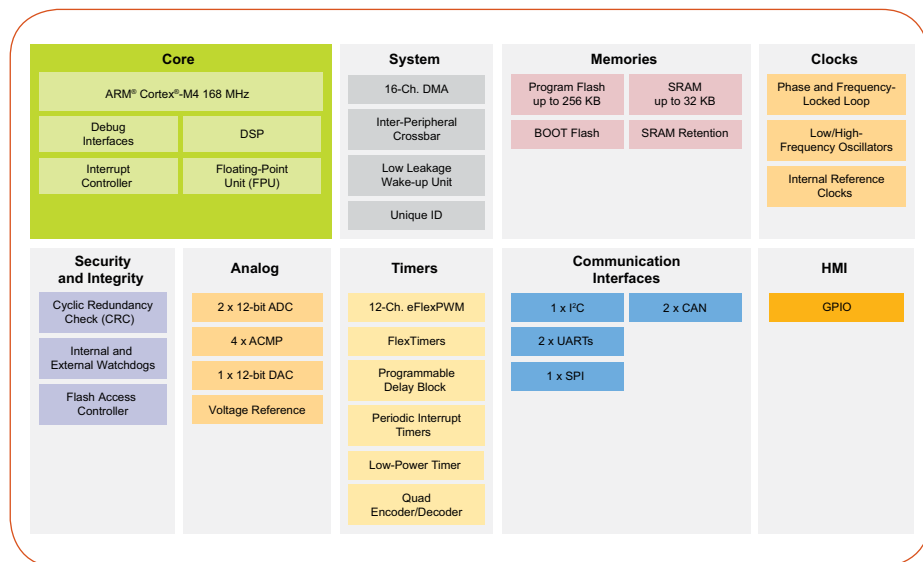 Core
ARM® Cortex®-M4 168 MHz
Debug
Interfaces
DSP
Interrupt
Controller
Floating-Point
Unit (FPU)
System
16-Ch. DMA
Inter-Peripheral
Crossbar
Low Leakage
Wake-up Unit
Unique ID
Memories
Program Flash
up to 256 KB
SRAM
up to 32 KB
BOOT Flash
SRAM Retention
Clocks
Phase and Frequency-
Locked Loop
Low/High-
Frequency Oscillators
Internal Reference
Clocks
Security
and Integrity
Cyclic Redundancy
Check (CRC)
Internal and
External Watchdogs
Flash Access
Controller
Analog
2 x 12-bit ADC
4 x ACMP
1 x 12-bit DAC
Voltage Reference
Timers
12-Ch. eFlexPWM
FlexTimers
Programmable
Delay Block
Periodic Interrupt
Timers
Low-Power Timer
Quad
Encoder/Decoder
Communication
Interfaces
1 x I²C
2 x CAN
2 x UARTs
1 x SPI
HMI
GPIO